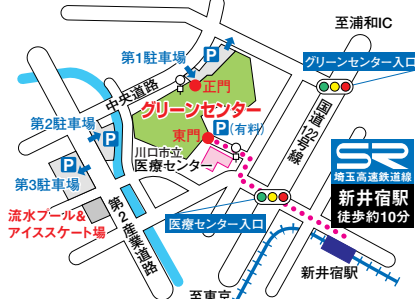 至浦和IC
第1駐車場
P
グリーンセンター入口
中央道路
正門
グリーンセンター
国道122号線
第2駐車場
P
東門
P(有料)
川口市立
医療センター
P
第3駐車場
SR
埼玉高速鉄道線
新井宿駅
徒歩約10分
流水プール&
アイススケート場
第2産業道路
医療センター入口
新井宿駅
至東京